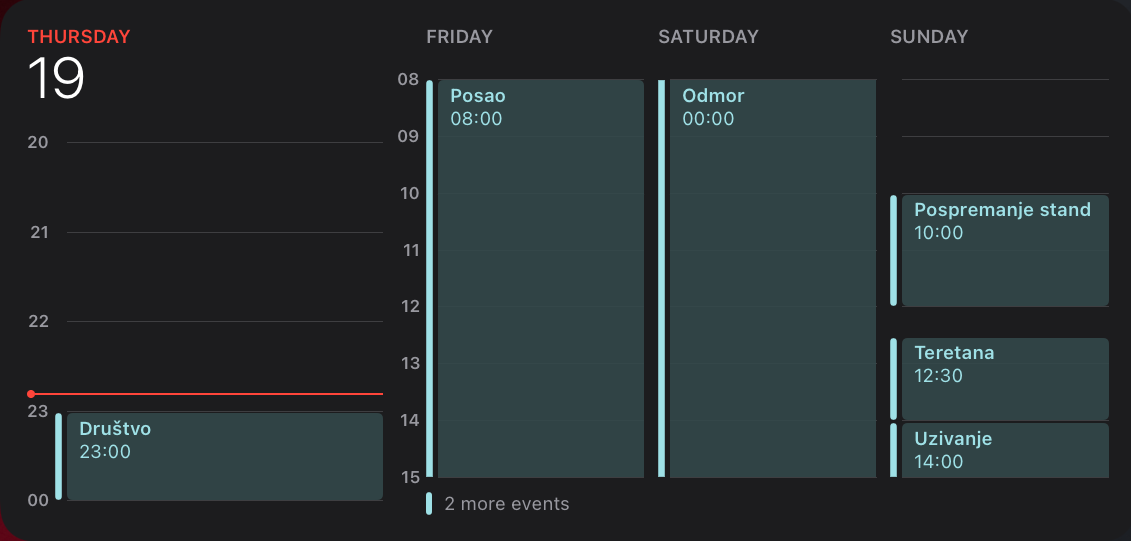 THURSDAY
19
20
21
22
23
Društvo
23:00
00
FRIDAY
SATURDAY
SUNDAY
08
09
10
11
12
13
14
15
Posao
08:00
2 more events
Odmor
00:00
Pospremanje stand
10:00
Teretana
12:30
Uzivanje
14:00